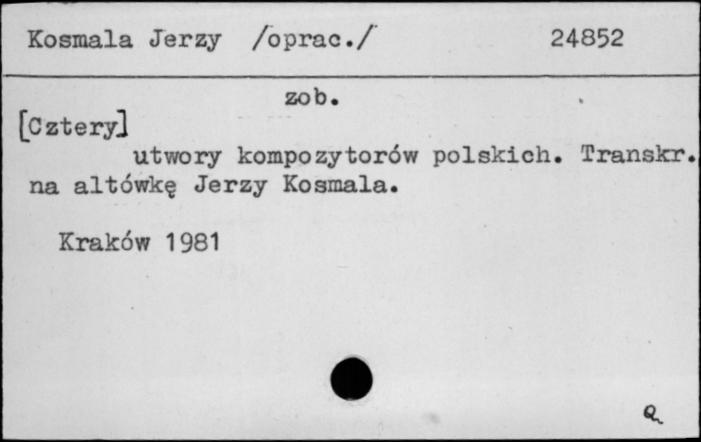 Kosmala Jerzy /oprac./ 24852
zob.
[Cztery]
utwory kompozytorów polskich. Transkr.
na altówkę Jerzy Kosmala.
Kraków 1981